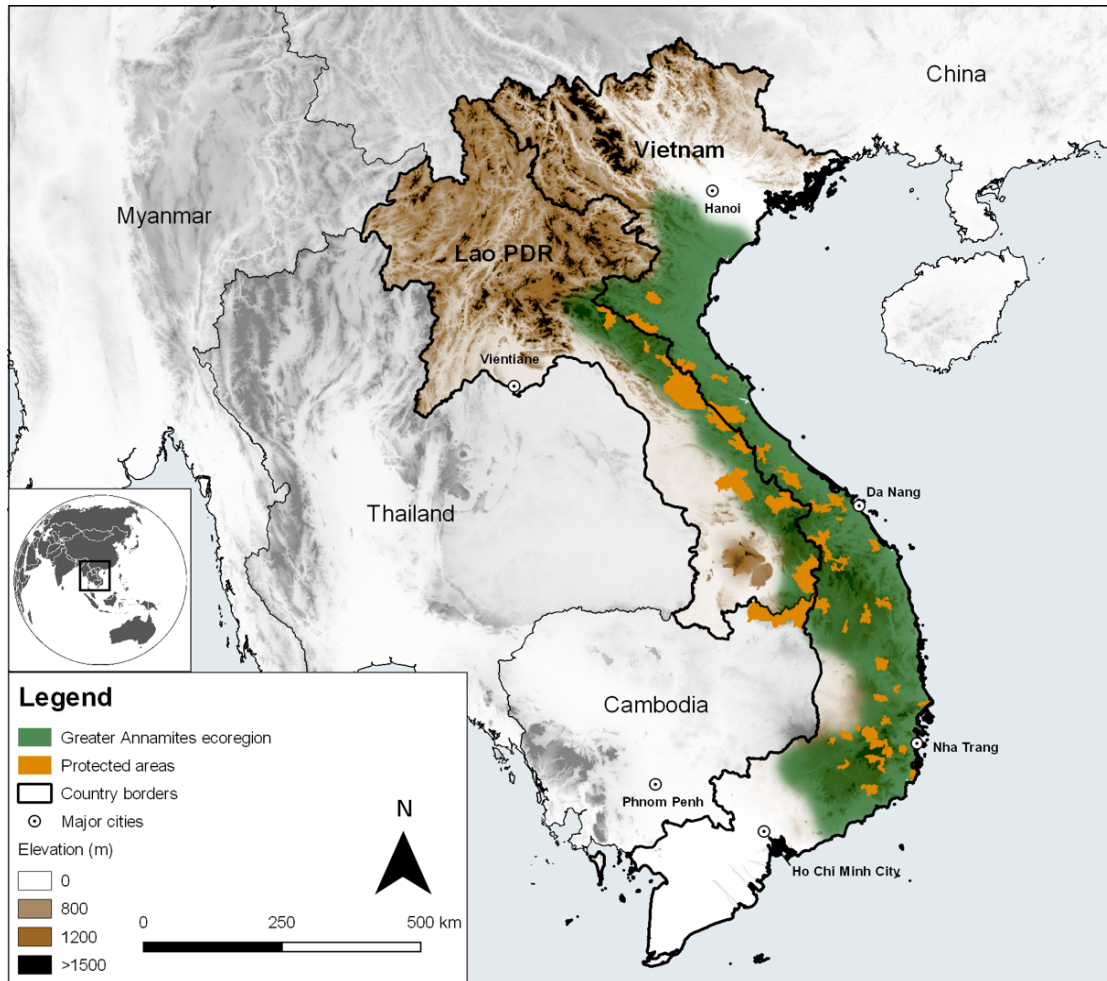 China
Vietnam
Hanoi
Myanmar
Lao PDR
Vientiane
Thailand
Da Nang
Cambodia
Nha Trang
Phnom Penh
Ho Chi Minh City
Legend
Greater Annamites ecoregion
Protected areas
Country borders
Major cities
Elevation (m)
0
800
1200
>1500
N
0 250 500 km